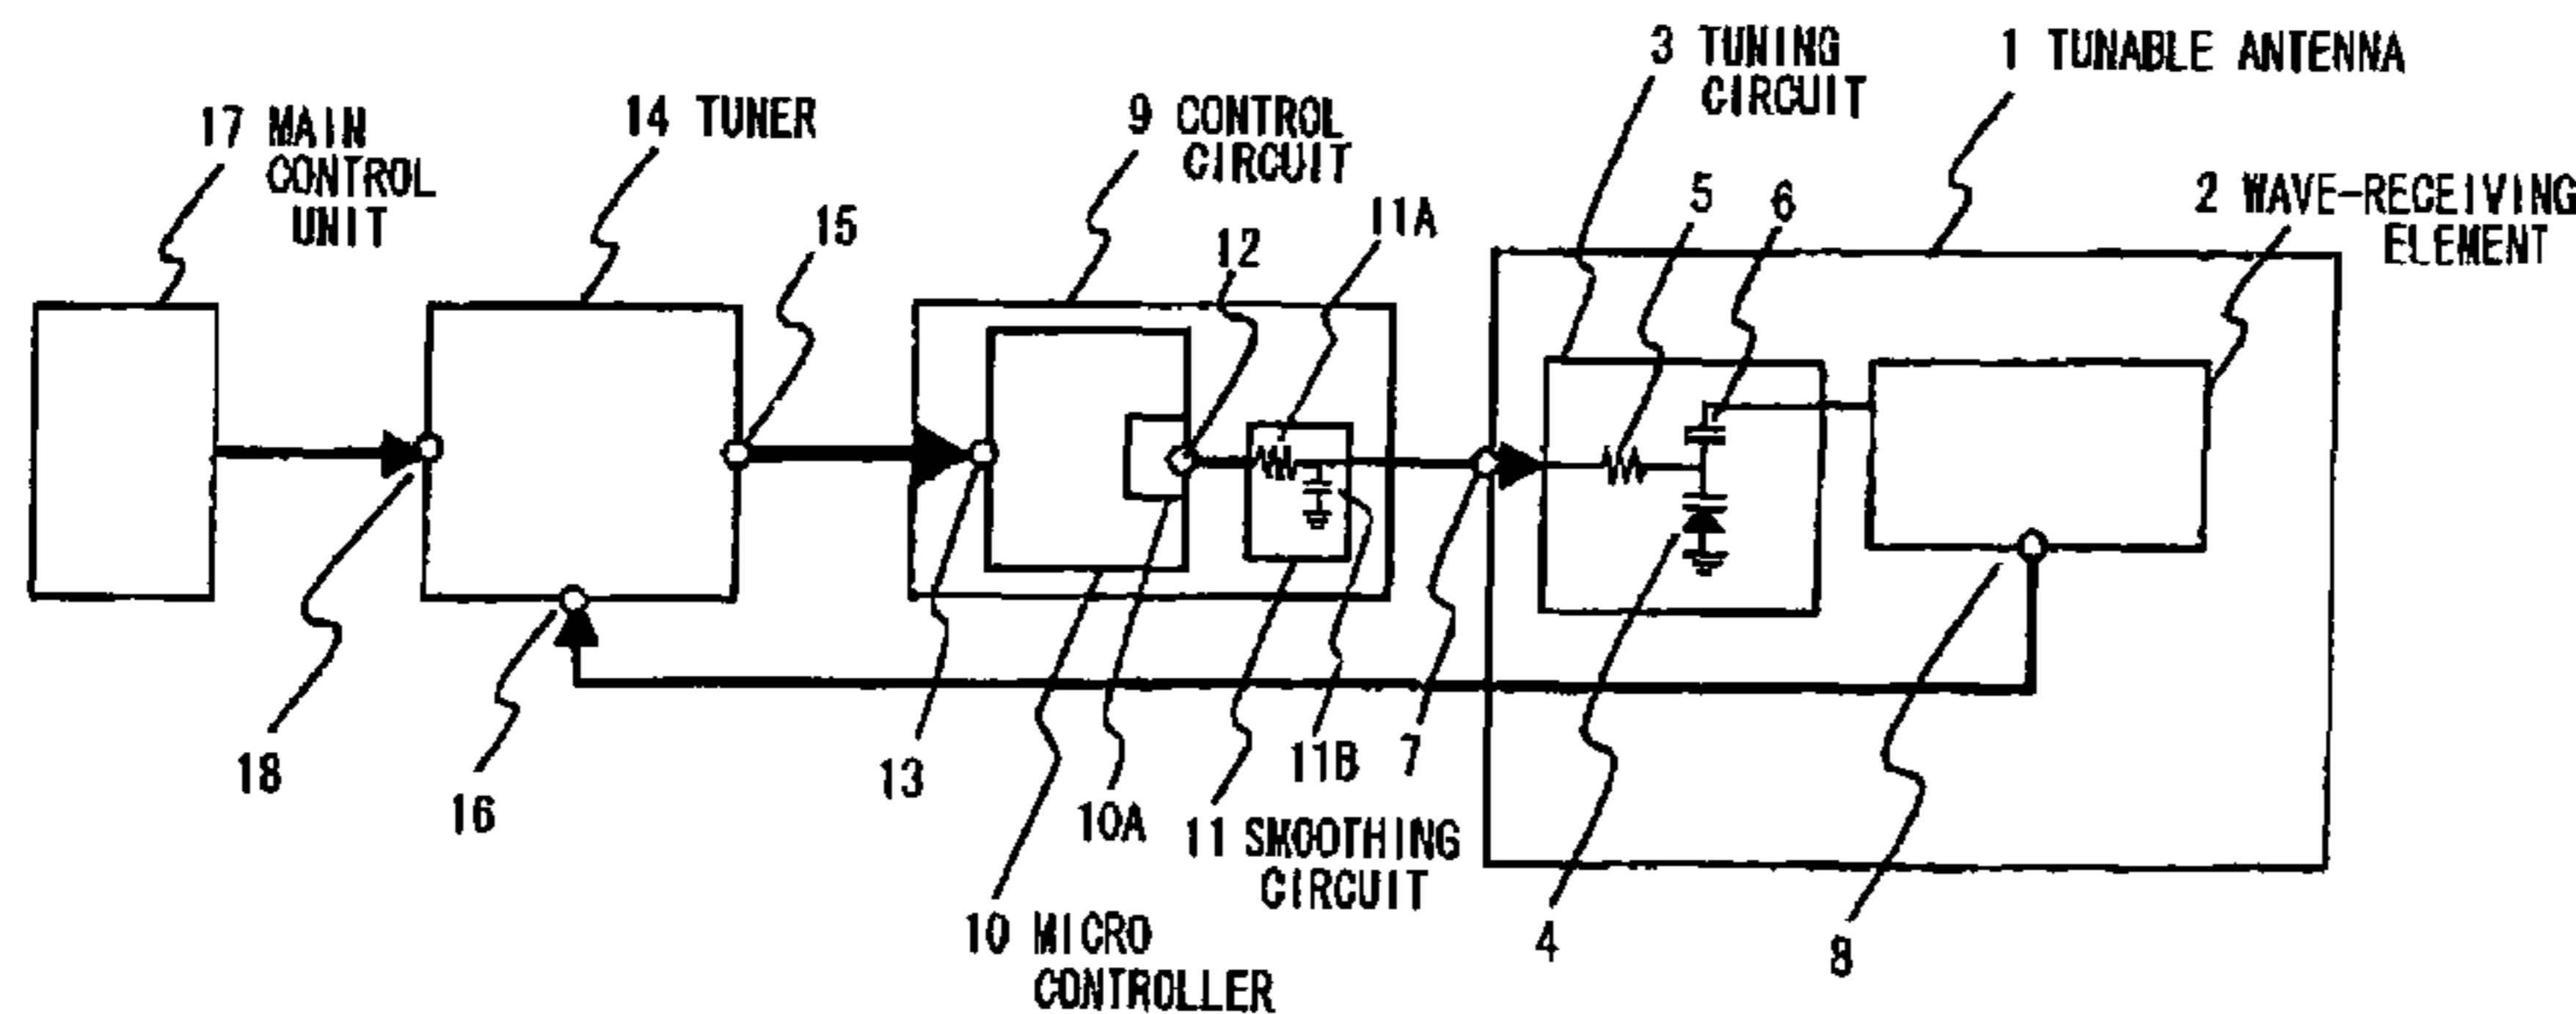 3 TUNING
CIRCUIT
1 TUNABLE ANTENNA
17 MAIN
CONTROL
UNIT
14 TUNER
9 CONTROL
CIRCUIT
2 WAVE-RECEIVING
ELEMENT
5
6
11A
15
12
18
16
13
10A
10 MICRO
CONTROLLER
11 SMOOTHING
CIRCUIT
11B
7
4
8